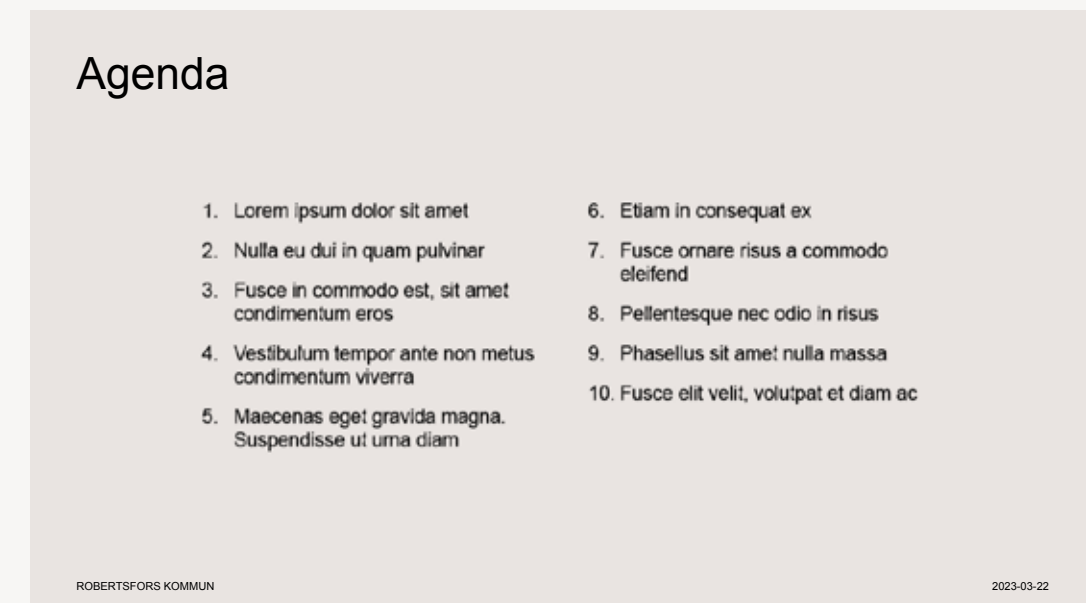 Agenda
1. Lorem ipsum dolor sit amet
2. Nulla eu dui in quam pulvinar
3. Fusce in commodo est, sit amet
condimentum eros
4. Vestibulum tempor ante non metus
condimentum viverra
5. Maecenas eget gravida magna.
Suspendisse ut urna diam
6. Etiam in consequat ex
7. Fusce ornare risus a commodo
eleifend
8. Pellentesque nec odio in risus
9. Phasellus sit amet nulla massa
10. Fusce elit velit, volutpat et diam ac
ROBERTSFORS KOMMUN
2023-03-22